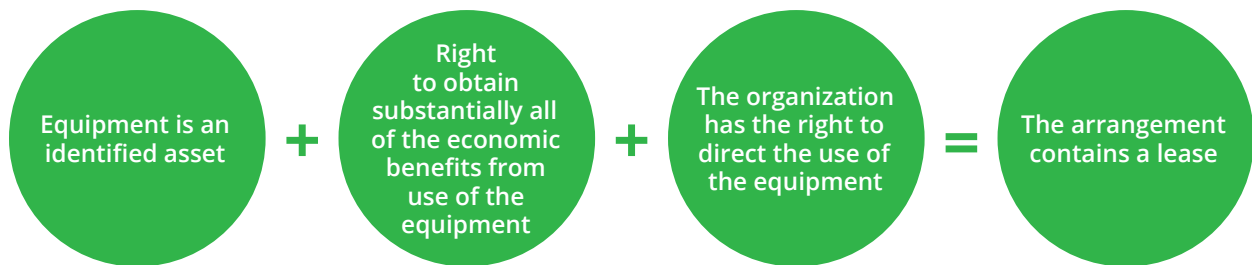 Equipment is an
identified asset
+
Right
to obtain
substantially all
of the economic
benefits from
use of the
equipment
+
The organization
has the right to
direct the use of
the equipment
=
The arrangement
contains a lease